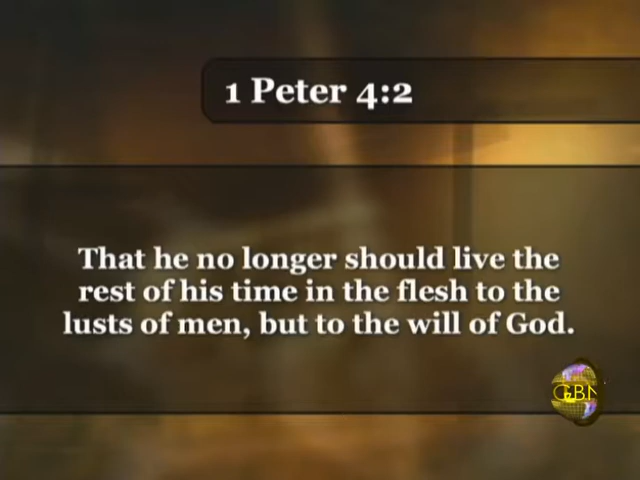 1 Peter 4:2
That he no longer should live the
rest of his time in the flesh to the
lusts of men, but to the will of God.
GBN